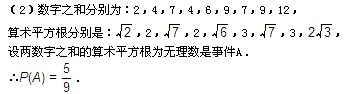 (2)数字之和分别为:2,4,7,4,6,9,7,9,12,
算术平方根分别是:√2,2,√7,2,√6,3,√7,3,2√3,
设两数字之和的算术平方根为无理数是事件A.
∴P(A)=5/9.